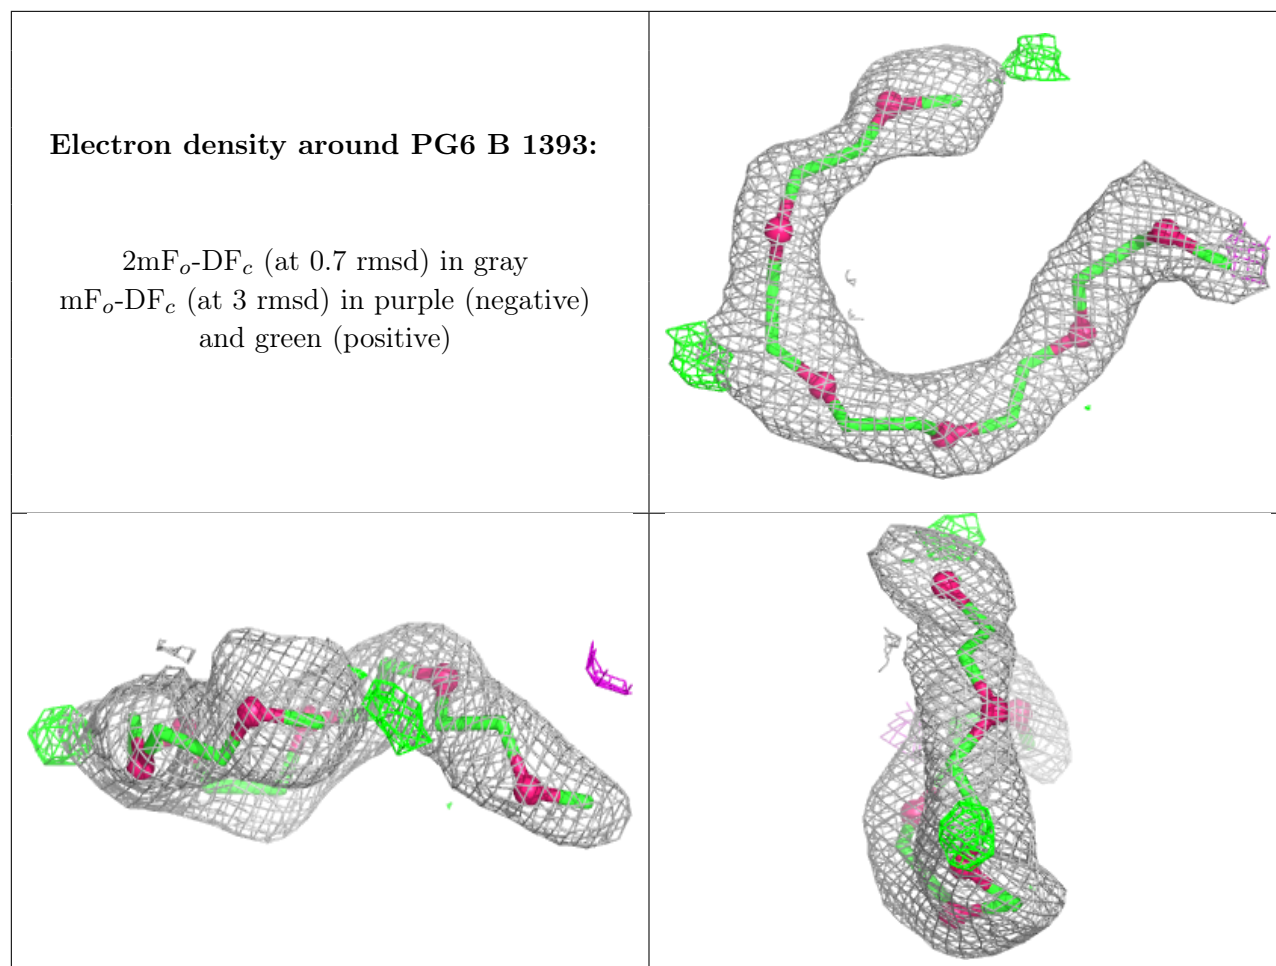 Electron density around PG6 B 1393:
2mFo-DFc (at 0.7 rmsd) in gray
mFo-DFc (at 3 rmsd) in purple (negative)
and green (positive)